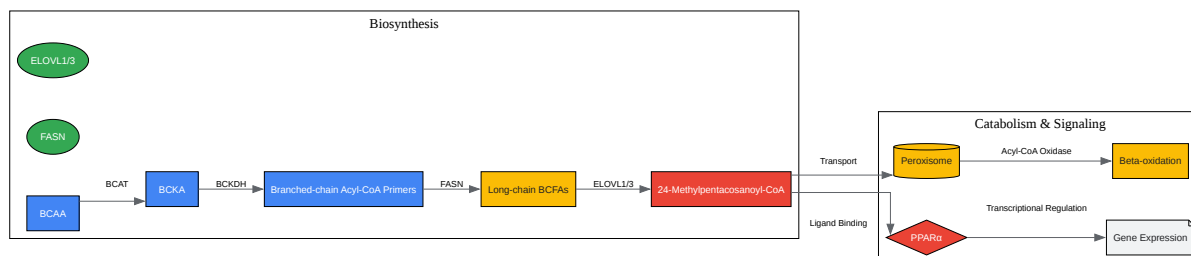 Biosynthesis
ELOVL1/3
FASN
BCAA
BCAT
BCKA
BCKDH
Branched-chain Acyl-CoA Primers
FASN
Long-chain BCFAs
ELOVL1/3
24-Methylpentacosanoyl-CoA
Transport
Ligand Binding
Catabolism & Signaling
Peroxisome
Acyl-CoA Oxidase
Beta-oxidation
PPARα
Transcriptional Regulation
Gene Expression